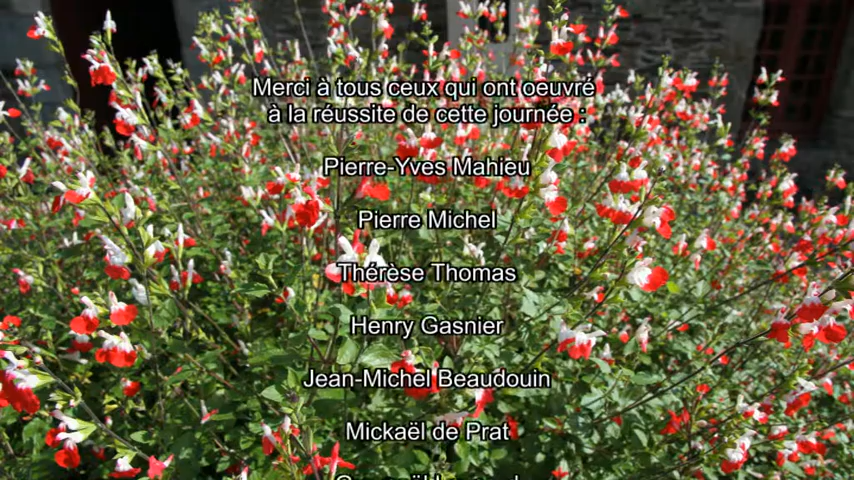 Merci à tous ceux qui ont oeuvré
à la réussite de cette journée :
Pierre-Yves Mahieu
Pierre Michel
Thérèse Thomas
Henry Gasnier
Jean-Michel Beaudouin
Mickaël de Prat